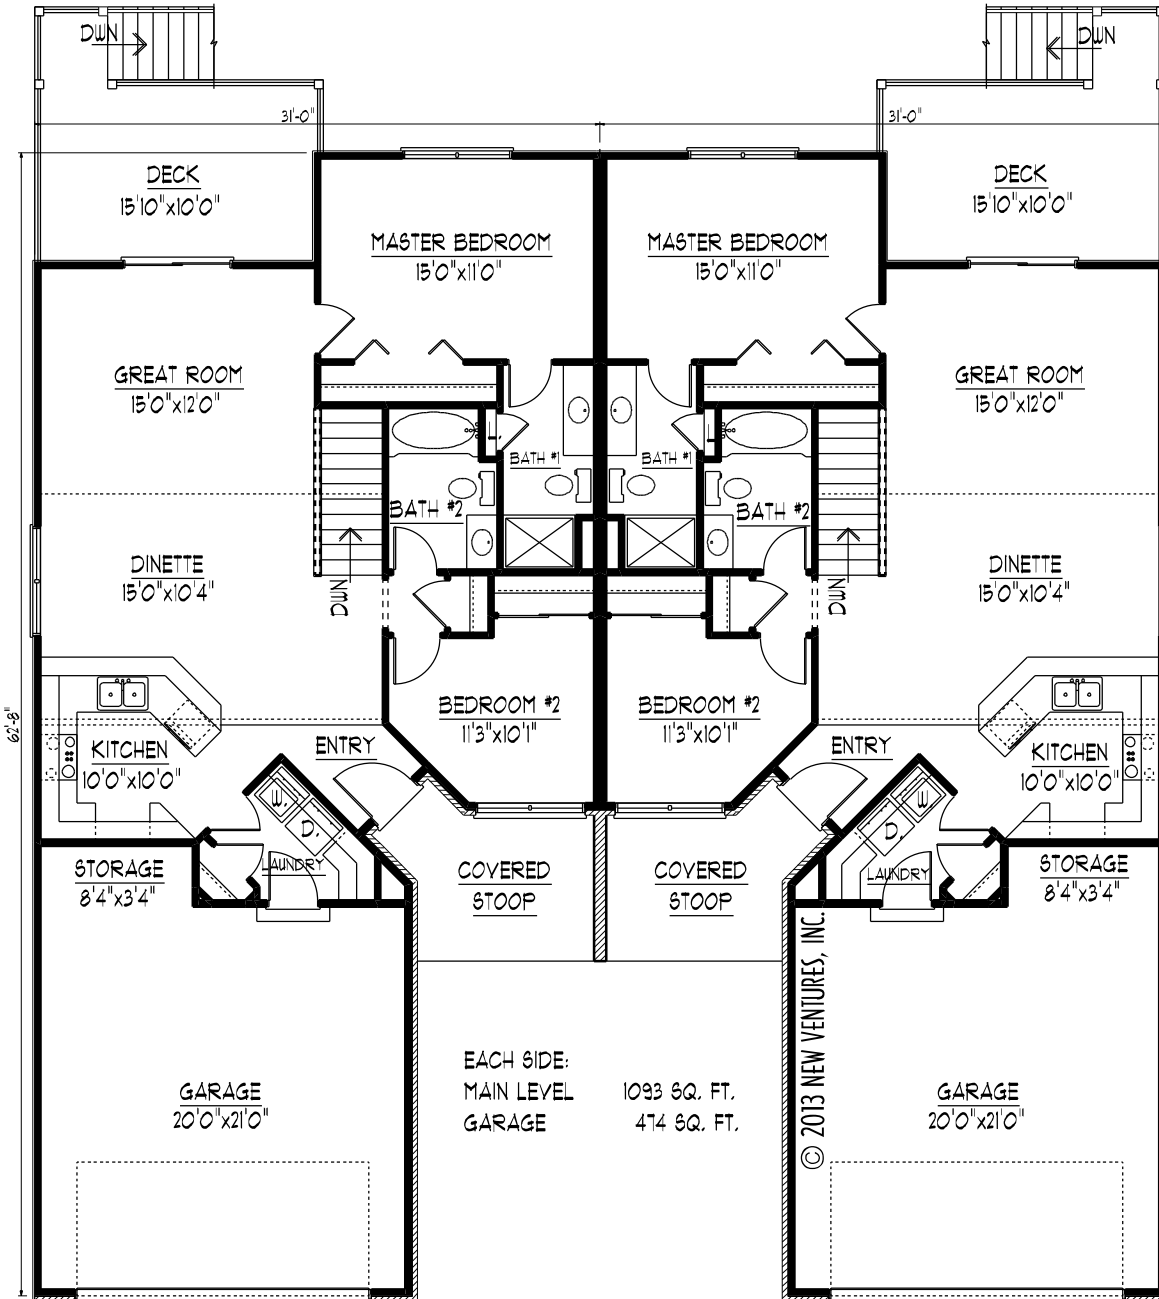 DWN
DWN
31'-0"
31'-0"
DECK
15'10"x10'0"
DECK
15'10"x10'0"
MASTER BEDROOM
15'0"x11'0"
MASTER BEDROOM
15'0"x11'0"
GREAT ROOM
15'0"x12'0"
GREAT ROOM
15'0"x12'0"
L.
BATH #1
BATH #1
L
BATH #2
BATH #2
DINETTE
15'0"x10'4"
DWN
DWN
DINETTE
15'0"x10'4"
62'-8"
BEDROOM #2
11'3"x10'1"
BEDROOM #2
11'3"x10'1"
KITCHEN
10'0"x10'0"
ENTRY
ENTRY
KITCHEN
10'0"x10'0"
W.
D.
W
D.
STORAGE
8'4"x3'4"
LAUNDRY
COVERED
STOOP
COVERED
STOOP
LAUNDRY
STORAGE
8'4"x3'4"
© 2013 NEW VENTURES, INC.
EACH SIDE:
MAIN LEVEL 1093 SQ. FT.
GARAGE 474 SQ. FT.
GARAGE
20'0"x21'0"
GARAGE
20'0"x21'0"